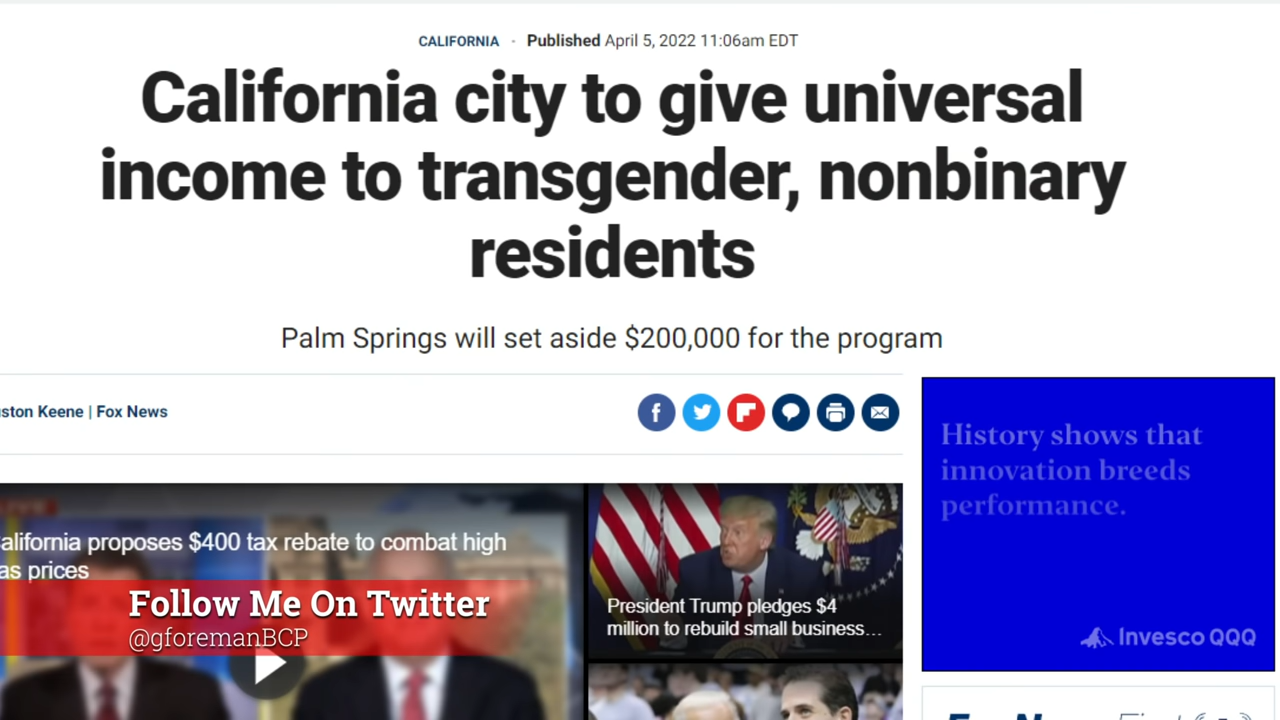 CALIFORNIA - Published April 5, 2022 11:06am EDT
California city to give universal
income to transgender, nonbinary
residents
Palm Springs will set aside $200,000 for the program
ston Keene | Fox News
History shows that
innovation breeds
performance.
Invesco QQQ
alifornia proposes $400 tax rebate to combat high
as prices
Follow Me On Twitter
@gforemanBCP
President Trump pledges $4
million to rebuild small business...